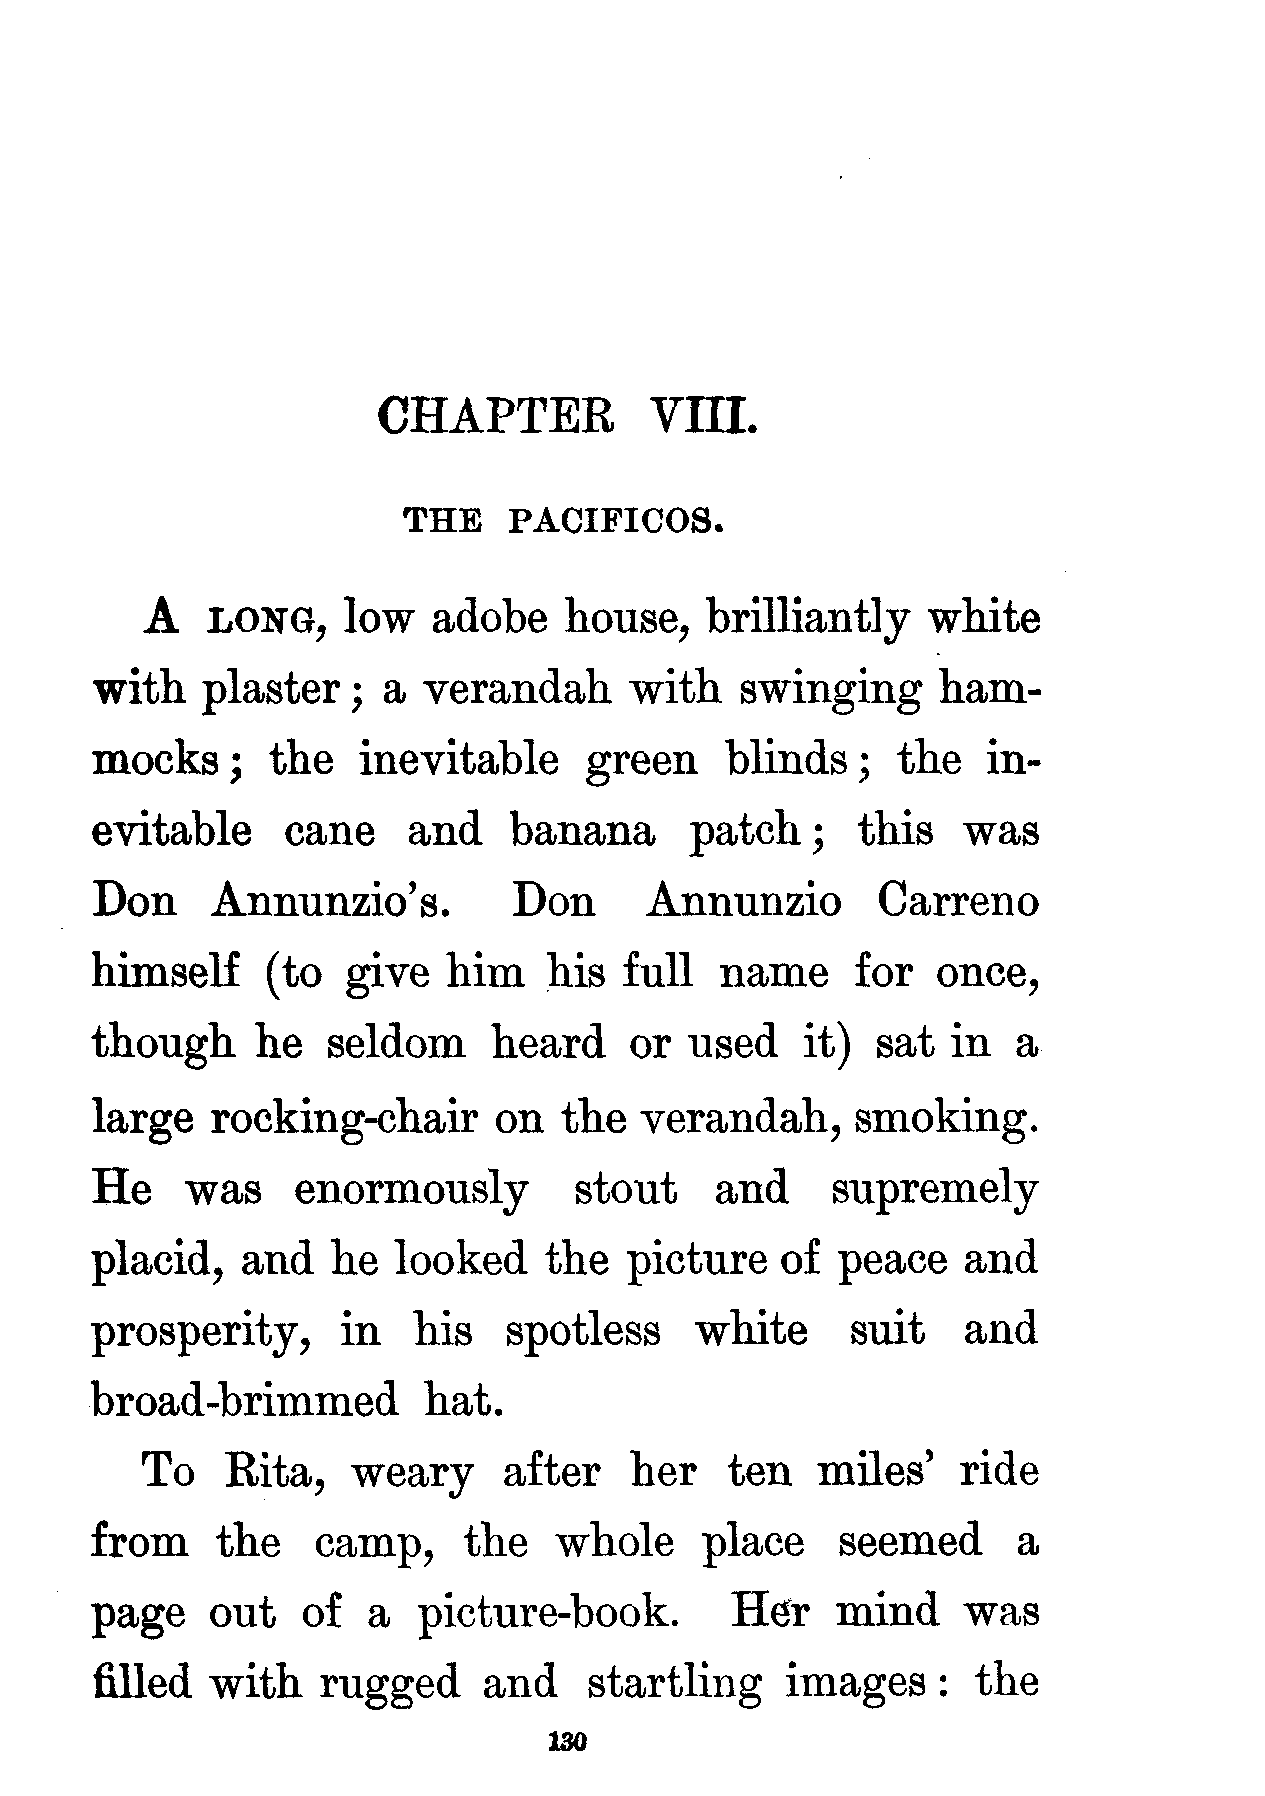 CHAPTER VIII.
THE PACIFICOS.
A LONG, low adobe house, brilliantly white
with plaster; a verandah with swinging ham-
mocks; the inevitable green blinds; the in-
evitable cane and banana patch; this was
Don Annunzio's. Don Annunzio Carreno
himself (to give him his full name for once,
though he seldom heard or used it) sat in a
large rocking-chair on the verandah, smoking.
He was enormously stout and supremely
placid, and he looked the picture of peace and
prosperity, in his spotless white suit and
broad-brimmed hat.
To Rita, weary after her ten miles' ride
from the camp, the whole place seemed a
page out of a picture-book. Her mind was
filled with rugged and startling images: the
130